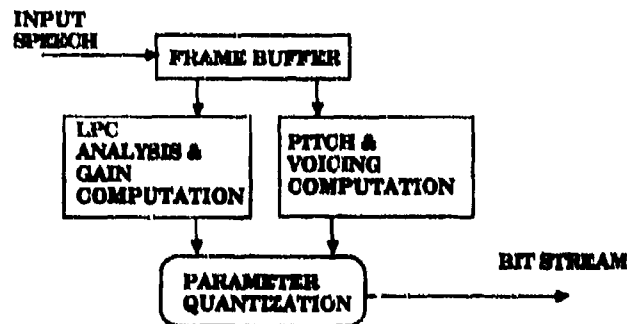 INPUT
SPEECH
FRAME BUFFER
LPC
ANALYSIS &
GAIN
COMPUTATION
PITCH &
VOICING
COMPUTATION
PARAMETER
QUANTIZATION
BIT STREAM